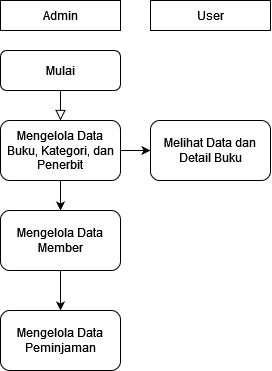 Admin
User
Mulai
Mengelola Data
Buku, Kategori, dan
Penerbit
Melihat Data dan
Detail Buku
Mengelola Data
Member
Mengelola Data
Peminjaman